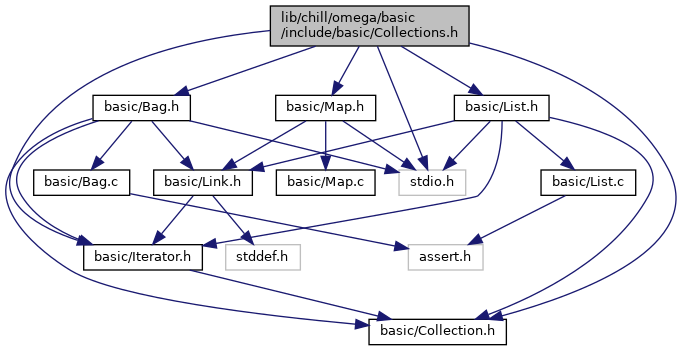 lib/chill/omega/basic
/include/basic/Collections.h
basic/Bag.h
basic/Map.h
basic/List.h
basic/Bag.c
basic/Link.h
basic/Map.c
stdio.h
basic/List.c
basic/Iterator.h
stddef.h
assert.h
basic/Collection.h